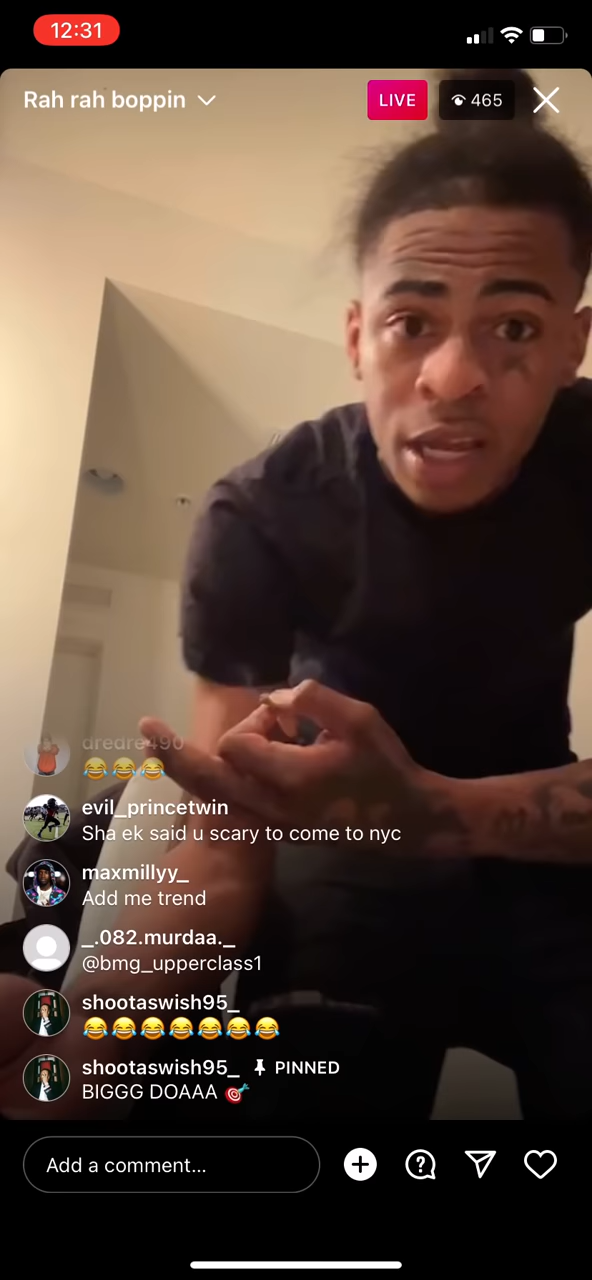 12:31
Rah rah boppin
LIVE
465
dredre490
😂😂😂
evil_princetwin
Sha ek said u scary to come to nyc
maxmillyy_
Add me trend
_.082.murdaa._
@bmg_upperclass1
shootaswish95_
😂😂😂😂😂😂😂
shootaswish95_ PINNED
BIGGG DOAAA 🎯
Add a comment...